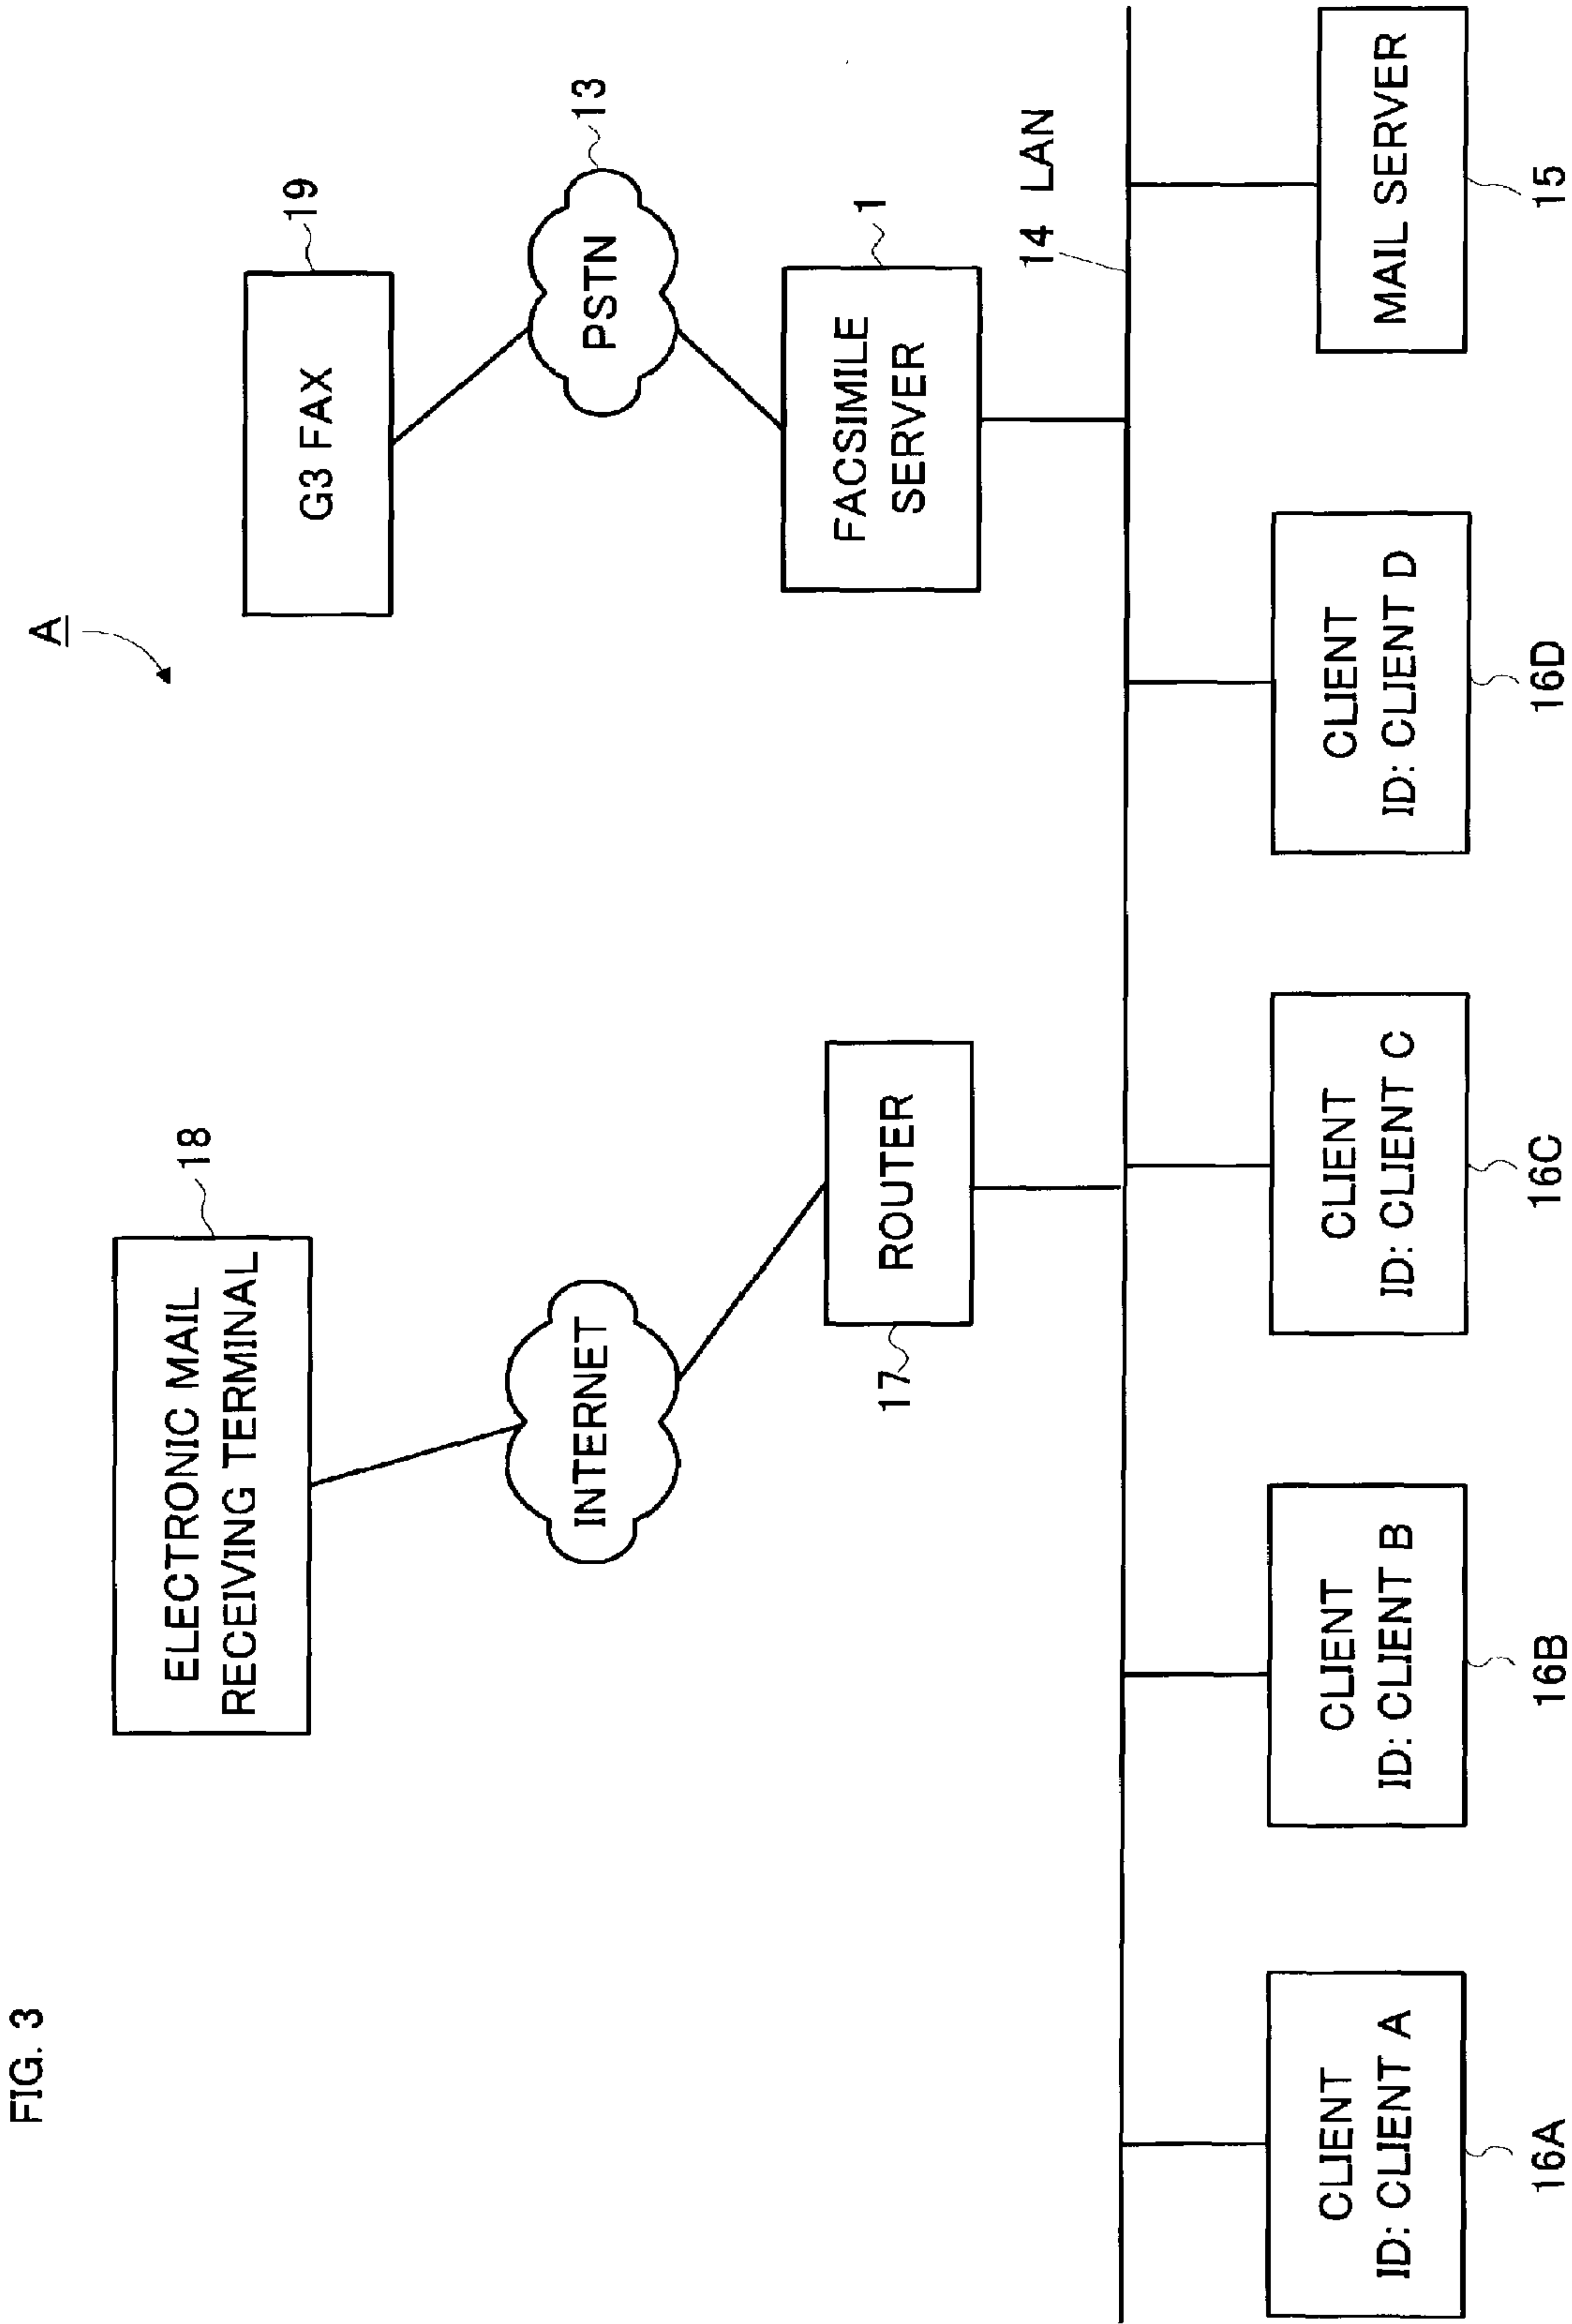 FIG. 3
A
ELECTRONIC MAIL
RECEIVING TERMINAL
18
G3 FAX
19
INTERNET
PSTN
13
ROUTER
17
FACSIMILE
SERVER
1
14 LAN
CLIENT
ID: CLIENT A
16A
CLIENT
ID: CLIENT B
16B
CLIENT
ID: CLIENT C
16C
CLIENT
ID: CLIENT D
16D
MAIL SERVER
15